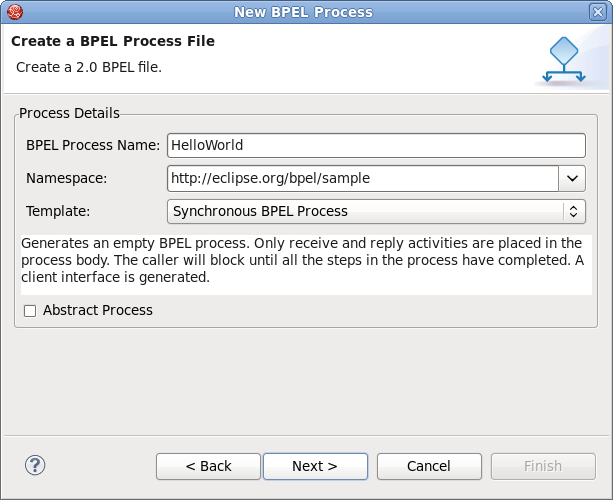 New BPEL Process
Create a BPEL Process File
Create a 2.0 BPEL file.
Process Details
BPEL Process Name: HelloWorld
Namespace: http://eclipse.org/bpel/sample
Template: Synchronous BPEL Process
Generates an empty BPEL process. Only receive and reply activities are placed in the
process body. The caller will block until all the steps in the process have completed. A
client interface is generated.
Abstract Process
? < Back Next > Cancel Finish